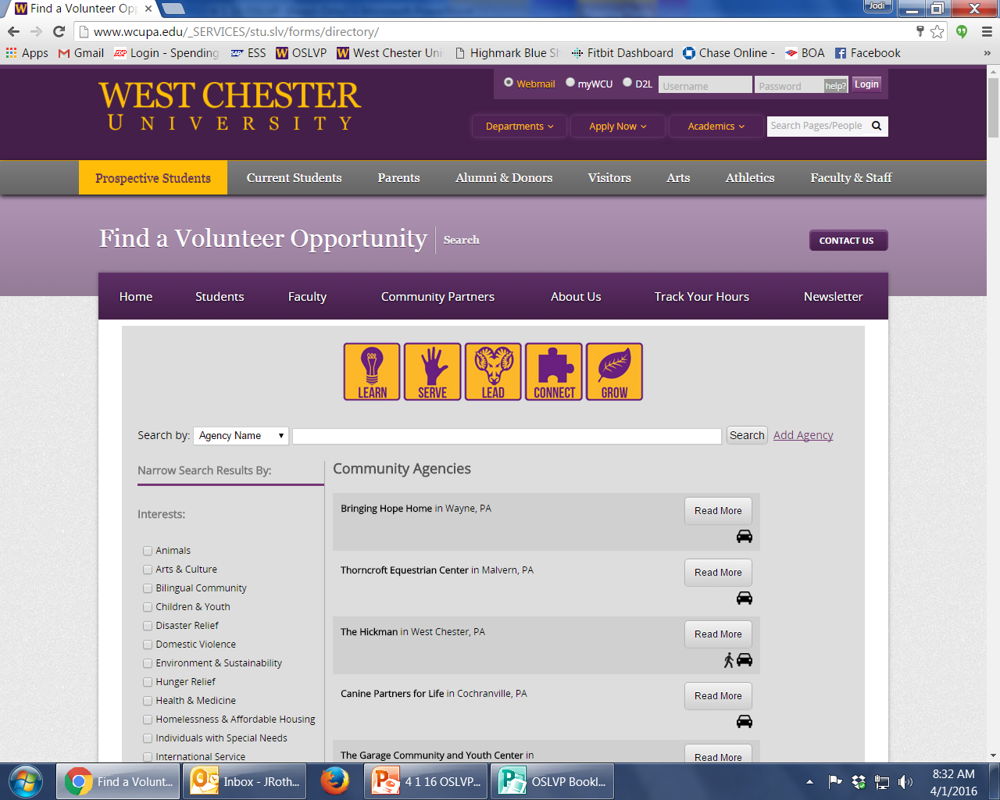 Find a Volunteer Opp
Jodi
www.wcupa.edu/_SERVICES/stu.slv/forms/directory/
Apps Gmail Login - Spending ESS OSLVP West Chester Uni Highmark Blue Sh Fitbit Dashboard Chase Online - BOA Facebook »
WEST CHESTER
UNIVERSITY
Webmail myWCU D2L Username Password help? Login
Departments Apply Now Academics Search Pages/People
Prospective Students Current Students Parents Alumni & Donors Visitors Arts Athletics Faculty & Staff
Find a Volunteer Opportunity Search CONTACT US
Home Students Faculty Community Partners About Us Track Your Hours Newsletter
LEARN SERVE LEAD CONNECT GROW
Search by: Agency Name Search Add Agency
Narrow Search Results By:
Interests:
Animals
Arts & Culture
Bilingual Community
Children & Youth
Disaster Relief
Domestic Violence
Environment & Sustainability
Hunger Relief
Health & Medicine
Homelessness & Affordable Housing
Individuals with Special Needs
International Service
Community Agencies
Bringing Hope Home in Wayne, PA Read More
Thorncroft Equestrian Center in Malvern, PA Read More
The Hickman in West Chester, PA Read More
Canine Partners for Life in Cochranville, PA Read More
The Garage Community and Youth Center in Read More
Find a Volunt... Inbox - JRoth... 4 1 16 OSLVP... OSLVP Bookl...
8:32 AM
4/1/2016